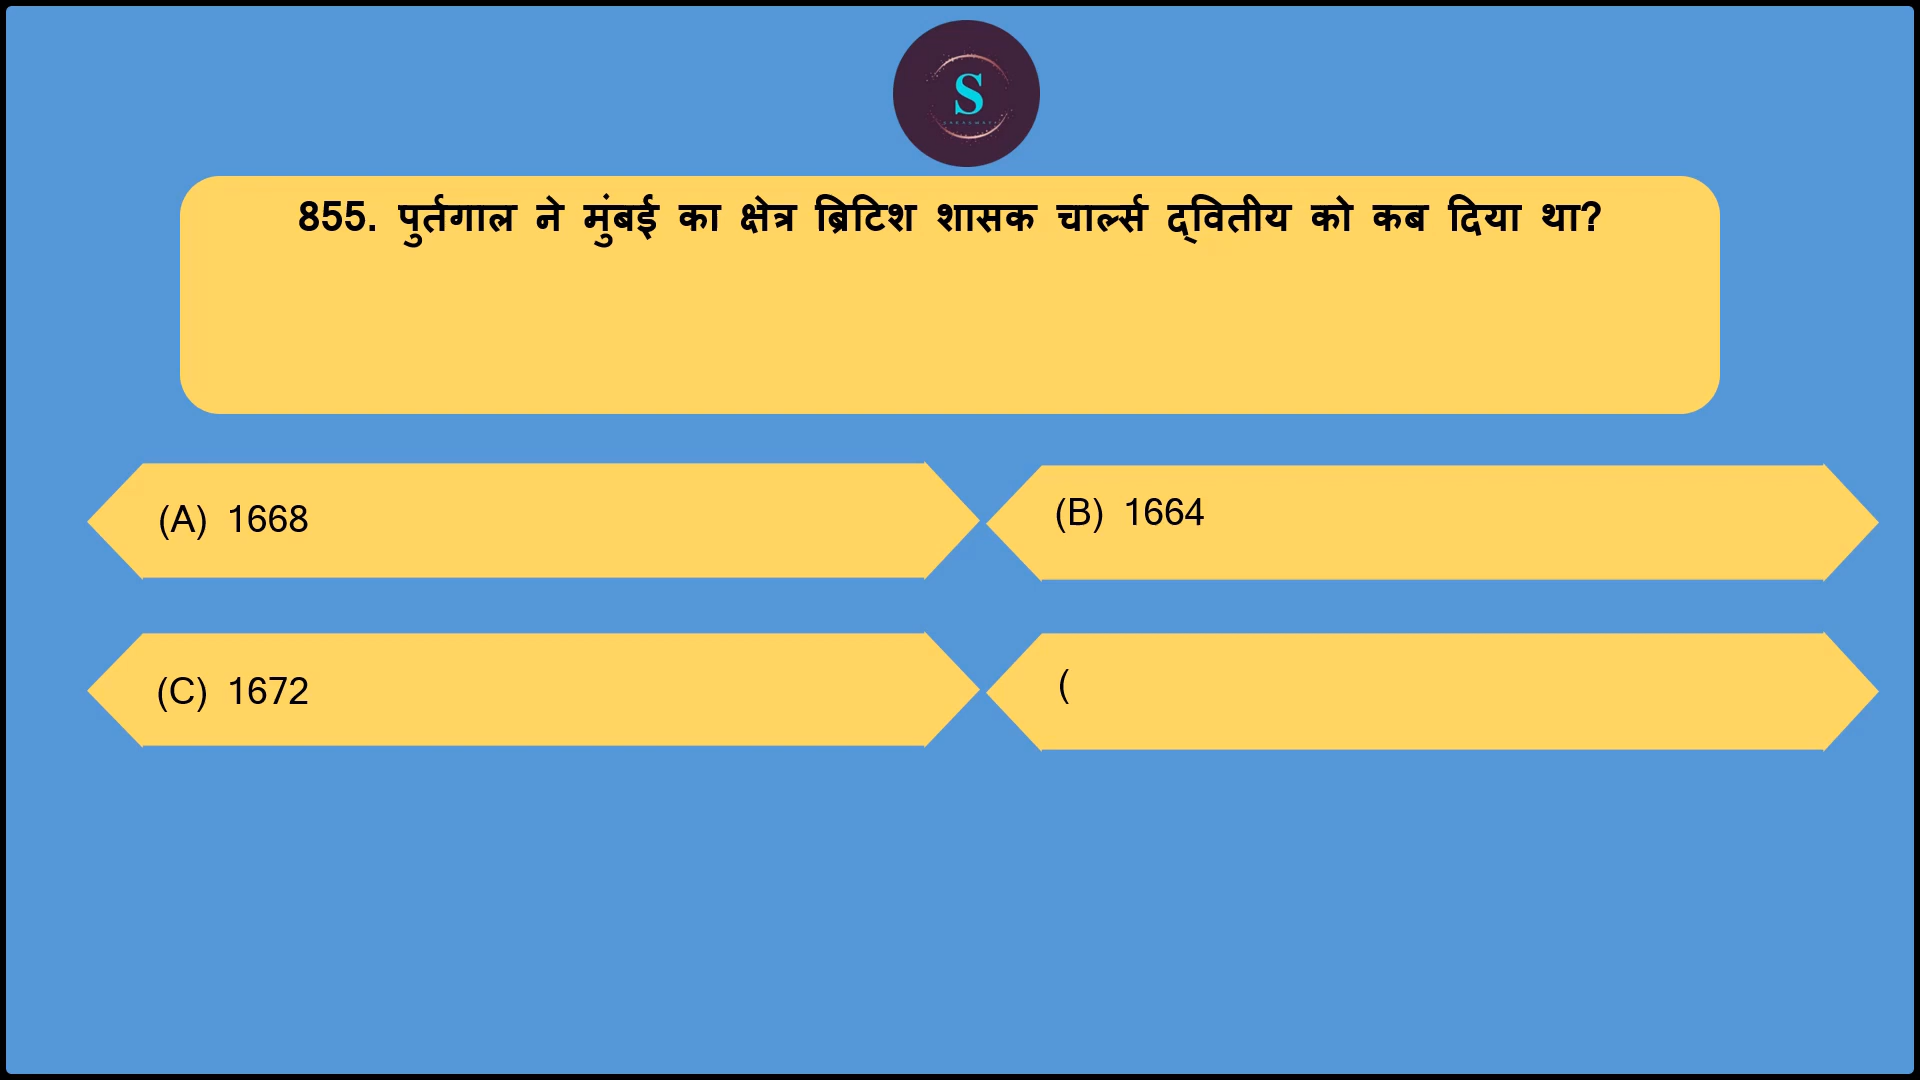 S
855. पुर्तगाल ने मुंबई का क्षेत्र ब्रिटिश शासक चार्ल्स द्वितीय को कब दिया था?
(A) 1668
(B) 1664
(C) 1672
(